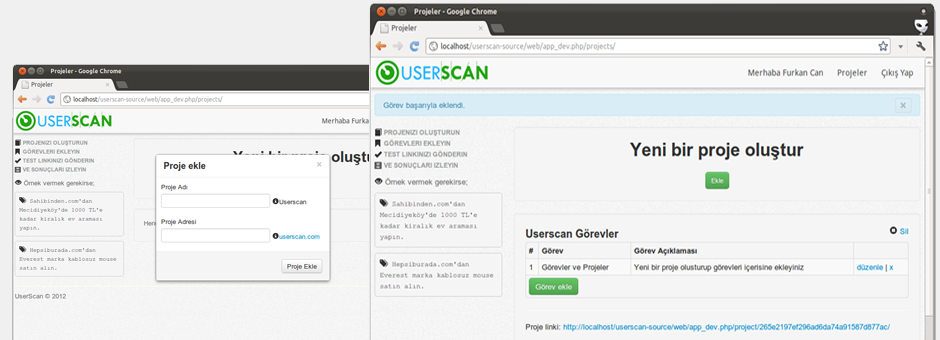 Projeler - Google Chrome
Projeler
localhost/userscan-source/web/app_dev.php/projects/
USERSCAN
Merhaba Furkan
PROJENIZI OLUŞTURUN
GÖREVLERİ EKLEYİN
TEST LINKINIZI GÖNDERIN
VE SONUÇLARI IZLEYIN
Örnek vermek gerekirse;
Sahibinden.com'dan
Mecidiyeköy'de 1000 TL'e
kadar kiralık ev araması
yapın.
Hepsiburada.com'dan
Everest marka kablosuz mouse
satın alın.
UserScan © 2012
Proje ekle
×
Proje Adı
Userscan
Proje Adresi
userscan.com
Proje Ekle
Projeler - Google Chrome
Projeler
localhost/userscan-source/web/app_dev.php/projects/
USERSCAN
Merhaba Furkan Can Projeler Çıkış Yap
Görev başarıyla eklendi. ×
PROJENIZI OLUŞTURUN
GÖREVLERI EKLEYIN
TEST LINKINIZI GÖNDERIN
VE SONUÇLARI IZLEYIN
Örnek vermek gerekirse;
Sahibinden.com'dan
Mecidiyeköy'de 1000 TL'e
kadar kiralık ev araması
yapın.
Hepsiburada.com'dan
Everest marka kablosuz mouse
satın alın.
Yeni bir proje oluştur
Ekle
Userscan Görevler Sil
# Görev Görev Açıklaması
1 Görevler ve Projeler Yeni bir proje olusturup görevleri içerisine ekleyiniz düzenle | x
Görev ekle
Proje linki: http://localhost/userscan-source/web/app_dev.php/project/265e2197ef296ad6da74a91587d877ac/